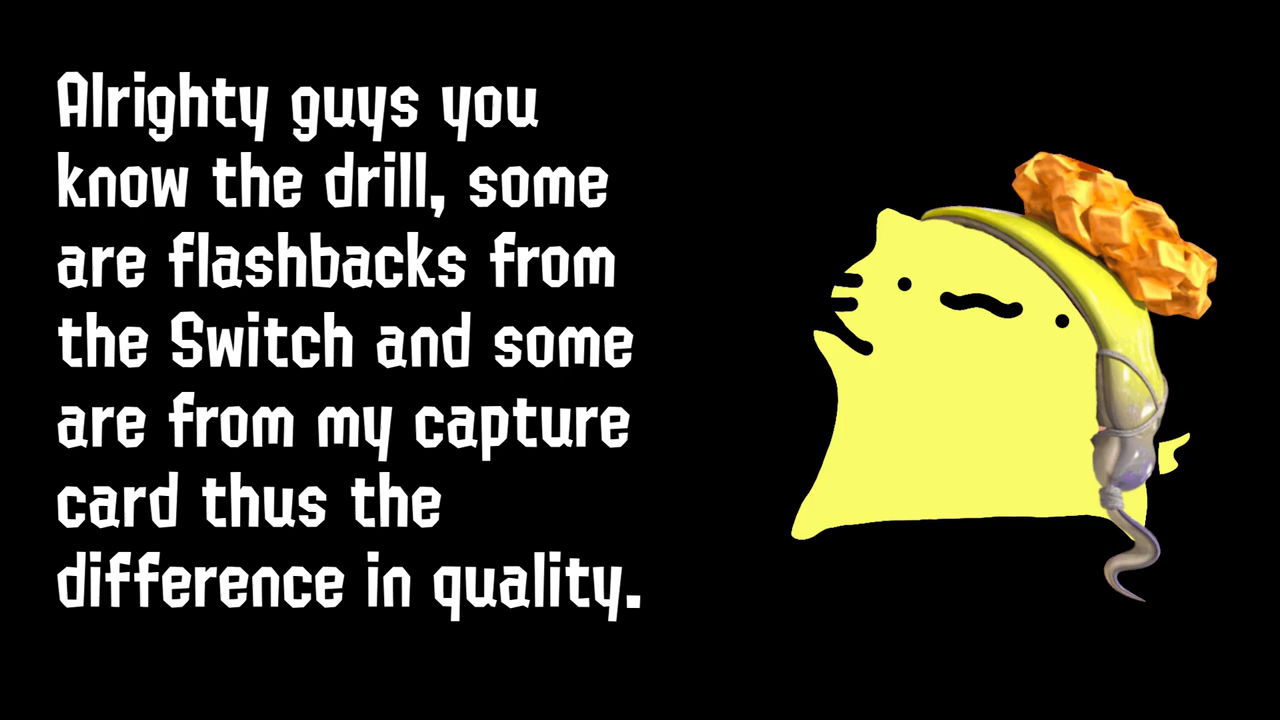 Alrighty guys you
know the drill, some
are flashbacks from
the Switch and some
are from my capture
card thus the
difference in quality.